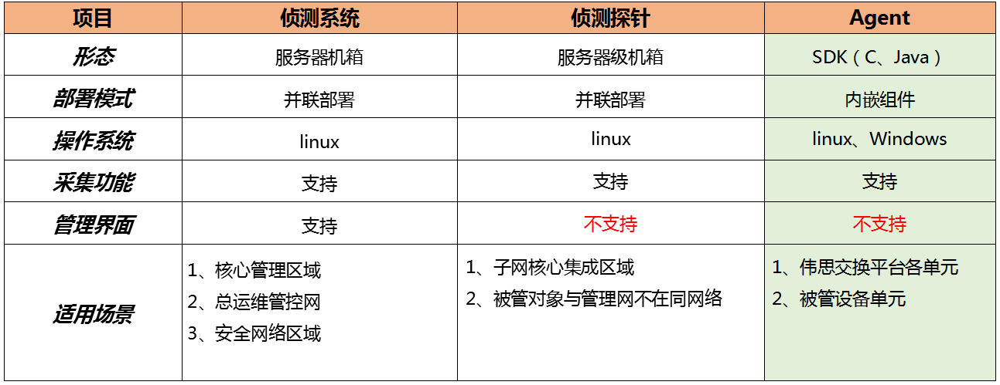 项目 侦测系统 侦测探针 Agent
形态 服务器机箱 服务器级机箱 SDK（C、Java）
部署模式 并联部署 并联部署 内嵌组件
操作系统 linux linux linux、Windows
采集功能 支持 支持 支持
管理界面 支持 不支持 不支持
适用场景
1、核心管理区域
2、总运维管控网
3、安全网络区域
1、子网核心集成区域
2、被管对象与管理网不在同网络
1、伟思交换平台各单元
2、被管设备单元